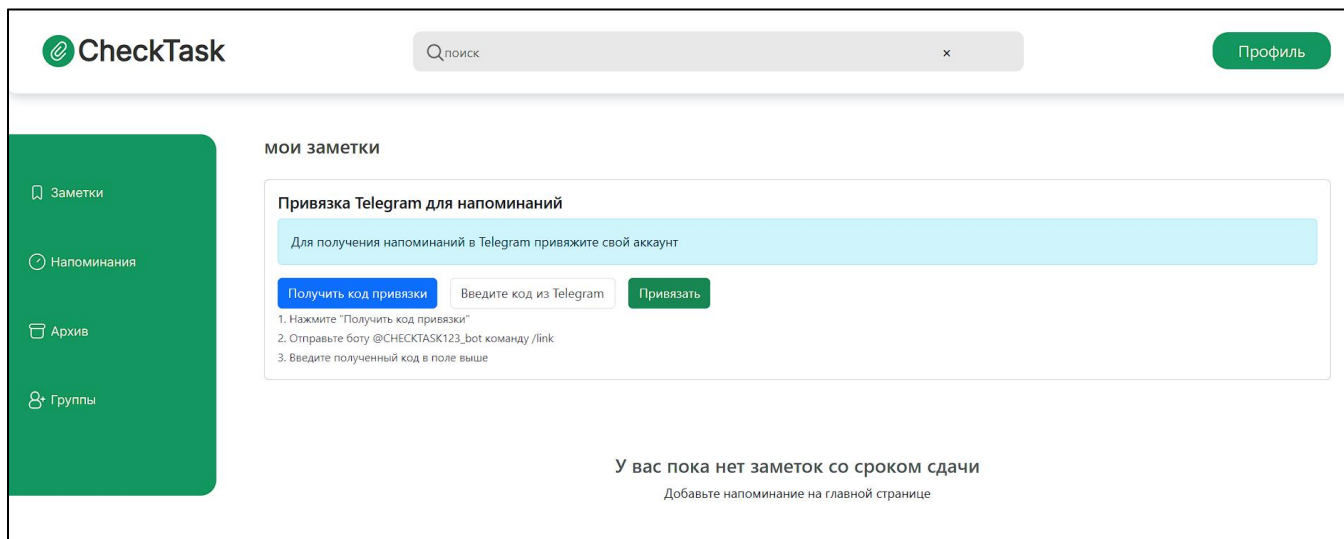 CheckTask
поиск
×
Профиль
Заметки
Напоминания
Архив
Группы
мои заметки
Привязка Telegram для напоминаний
Для получения напоминаний в Telegram привяжите свой аккаунт
Получить код привязки
Введите код из Telegram
Привязать
1. Нажмите "Получить код привязки"
2. Отправьте боту @CHECKTASK123_bot команду /link
3. Введите полученный код в поле выше
У вас пока нет заметок со сроком сдачи
Добавьте напоминание на главной странице